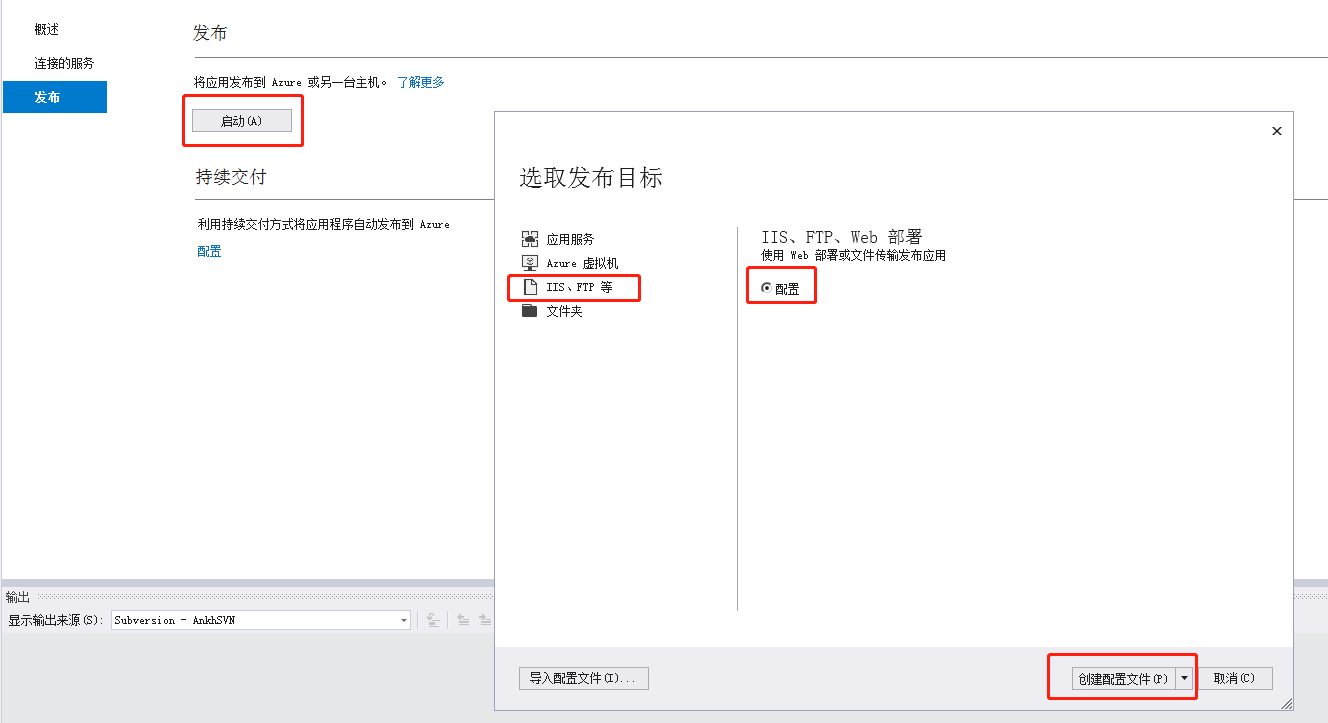 概述
连接的服务
发布
发布
将应用发布到 Azure 或另一台主机。 了解更多
启动(A)
持续交付
利用持续交付方式将应用程序自动发布到 Azure
配置
选取发布目标
应用服务
Azure 虚拟机
IIS、FTP 等
文件夹
IIS、FTP、Web 部署
使用 Web 部署或文件传输发布应用
配置
导入配置文件(I)...
创建配置文件(P)
取消(C)
输出
显示输出来源(S): Subversion - AnkhSVN